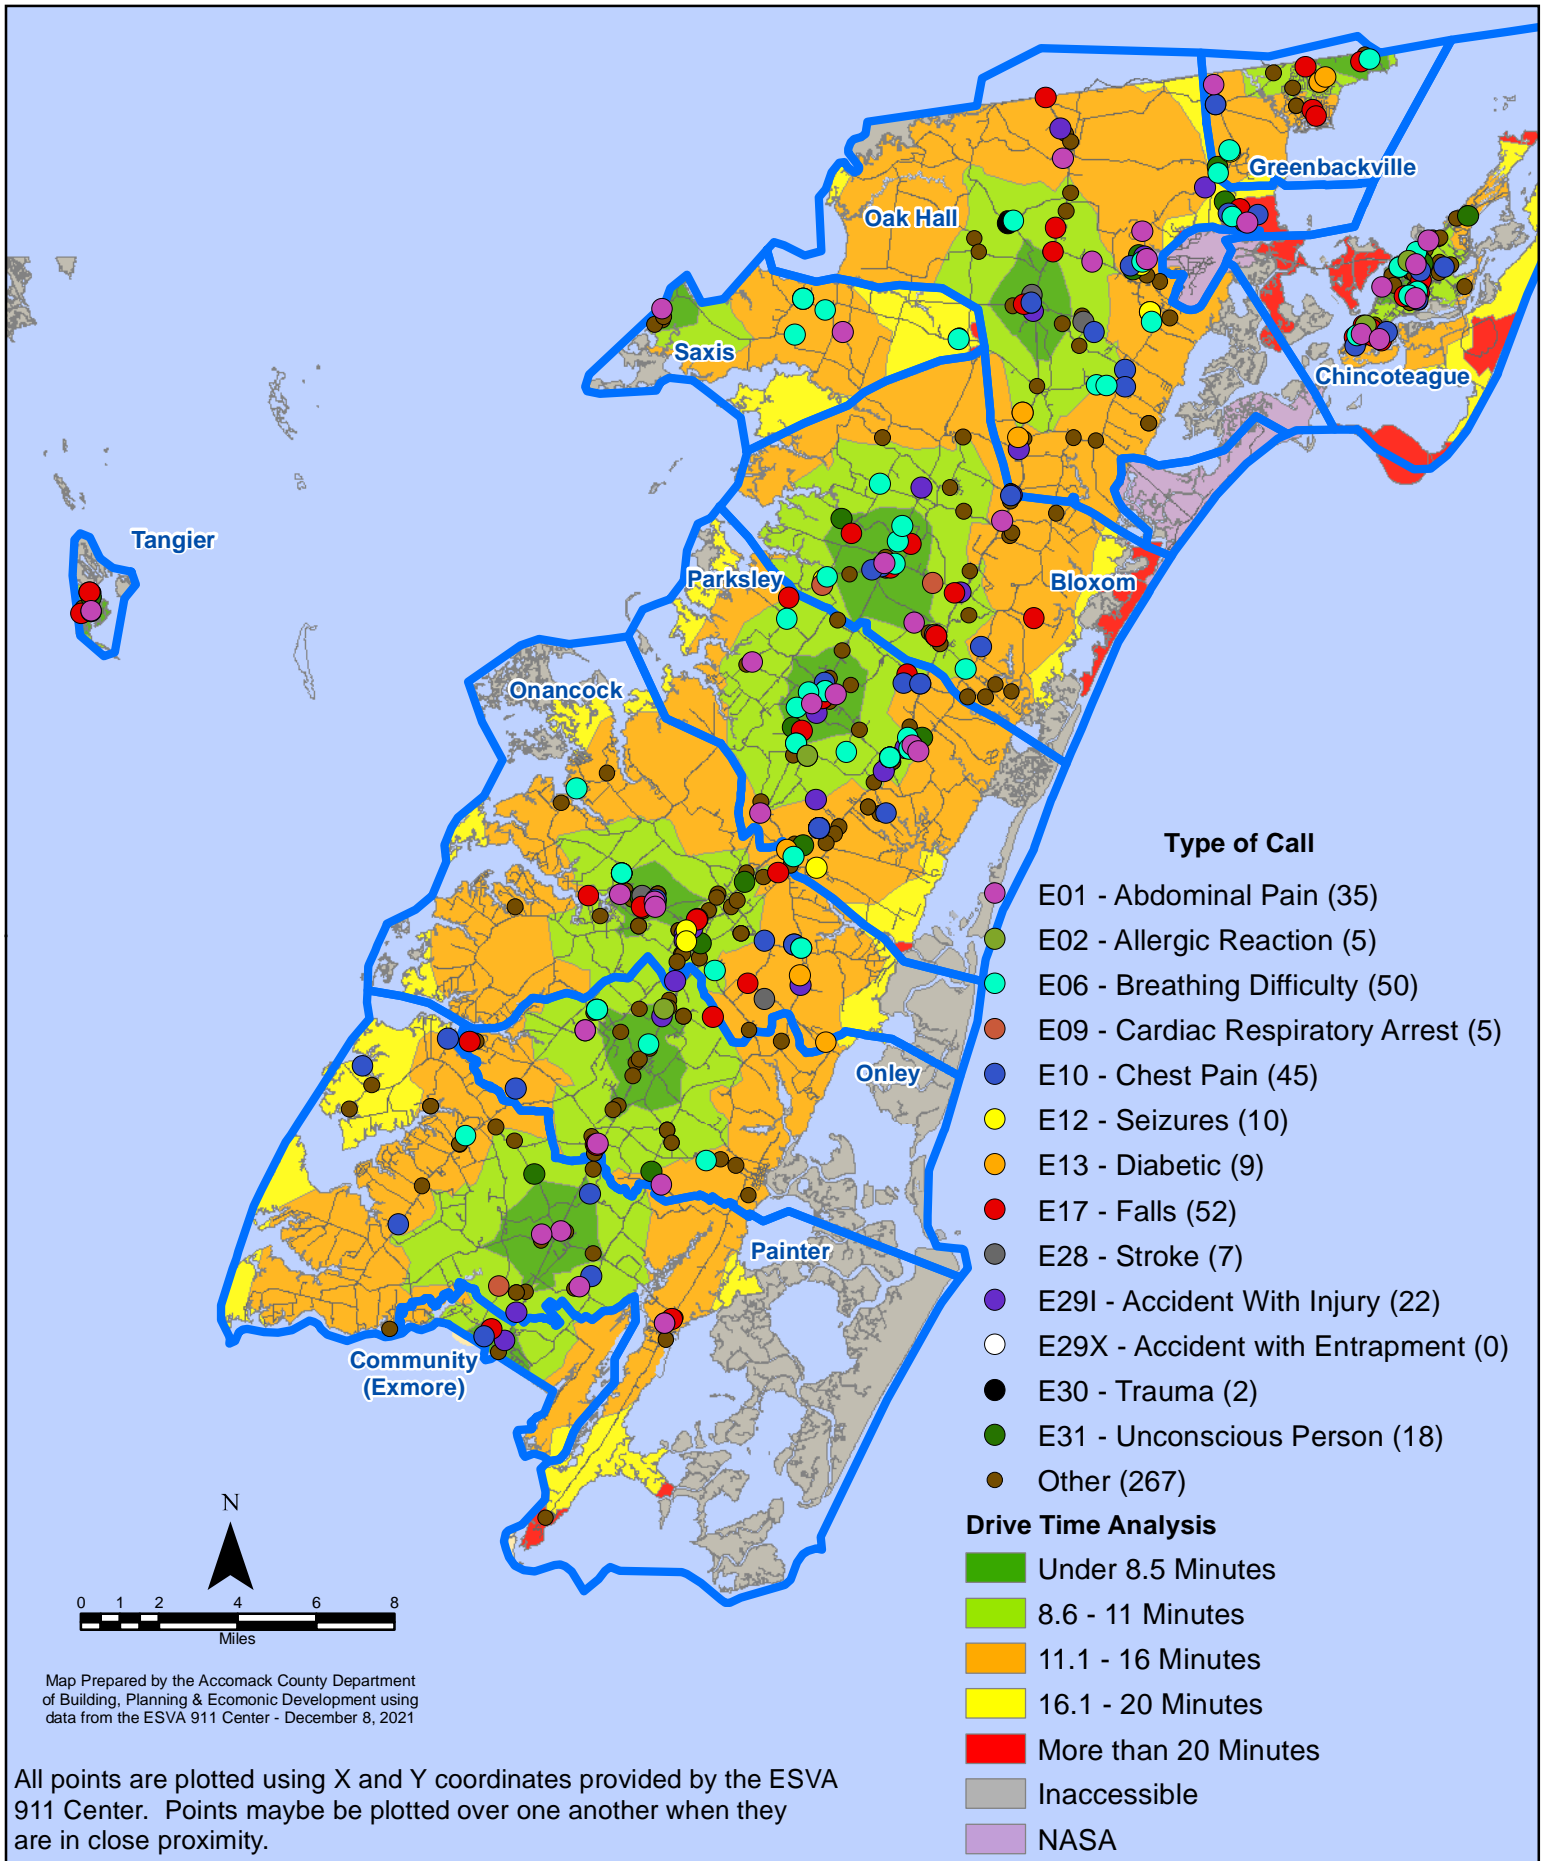 Greenbackville
Oak Hall
Saxis
Chincoteague
Tangier
Parksley
Bloxom
Onancock
Onley
Painter
Community
(Exmore)
Type of Call
E01 - Abdominal Pain (35)
E02 - Allergic Reaction (5)
E06 - Breathing Difficulty (50)
E09 - Cardiac Respiratory Arrest (5)
E10 - Chest Pain (45)
E12 - Seizures (10)
E13 - Diabetic (9)
E17 - Falls (52)
E28 - Stroke (7)
E29I - Accident With Injury (22)
E29X - Accident with Entrapment (0)
E30 - Trauma (2)
E31 - Unconscious Person (18)
Other (267)
Drive Time Analysis
Under 8.5 Minutes
8.6 - 11 Minutes
11.1 - 16 Minutes
16.1 - 20 Minutes
More than 20 Minutes
Inaccessible
NASA
N
0 1 2 4 6 8
Miles
Map Prepared by the Accomack County Department
of Building, Planning & Ecomonic Development using
data from the ESVA 911 Center - December 8, 2021
All points are plotted using X and Y coordinates provided by the ESVA
911 Center. Points maybe be plotted over one another when they
are in close proximity.